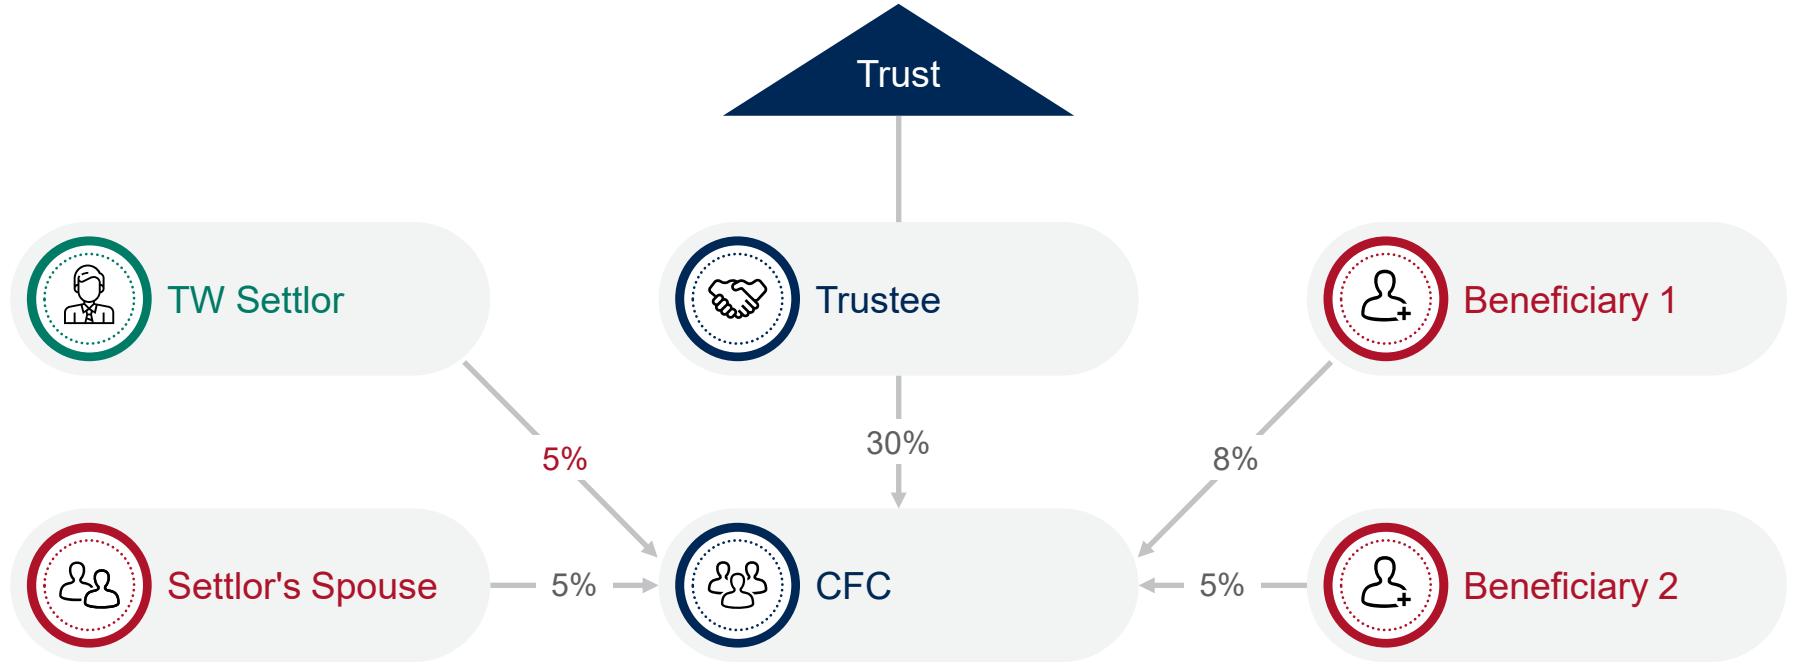 Trust
TW Settlor
Trustee
Beneficiary 1
5%
30%
8%
Settlor's Spouse
5%
CFC
5%
Beneficiary 2